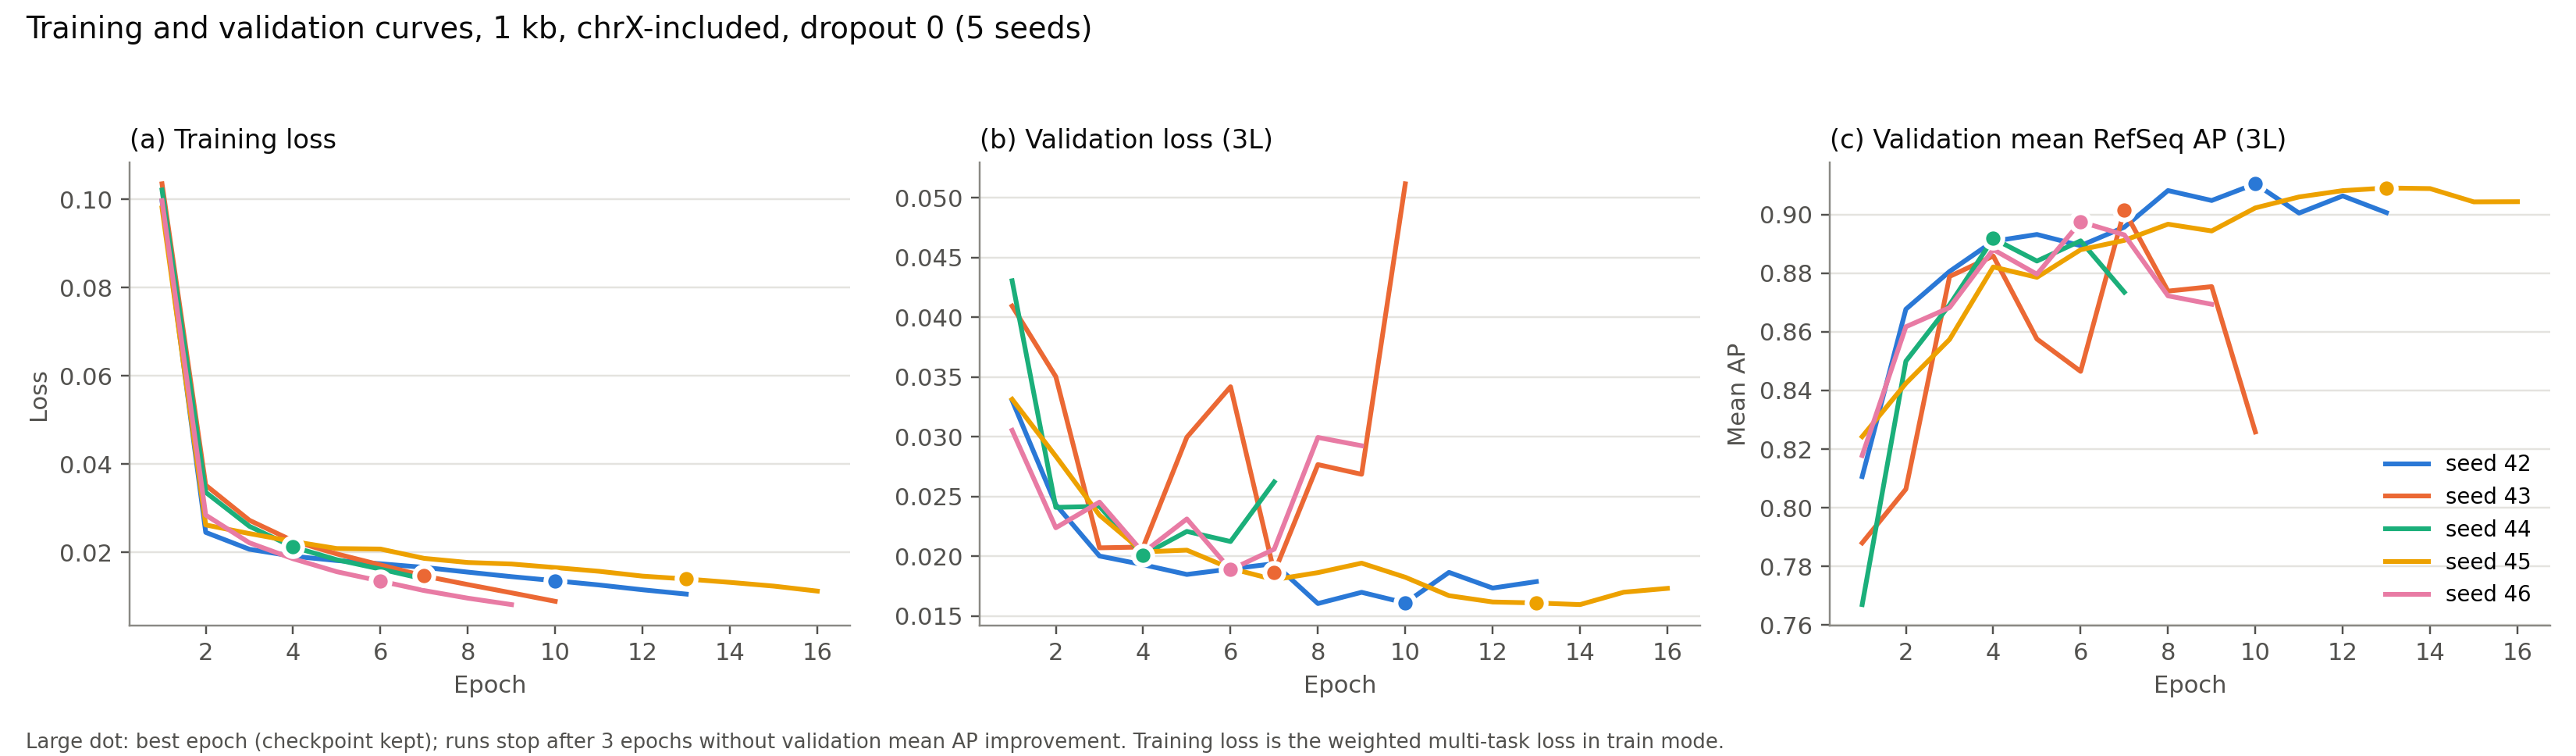 Training and validation curves, 1 kb, chrX-included, dropout 0 (5 seeds)
(a) Training loss
0.10
0.08
0.06
0.04
0.02
Loss
2 4 6 8 10 12 14 16
Epoch
(b) Validation loss (3L)
0.050
0.045
0.040
0.035
0.030
0.025
0.020
0.015
2 4 6 8 10 12 14 16
Epoch
(c) Validation mean RefSeq AP (3L)
0.90
0.88
0.86
0.84
0.82
0.80
0.78
0.76
Mean AP
seed 42
seed 43
seed 44
seed 45
seed 46
2 4 6 8 10 12 14 16
Epoch
Large dot: best epoch (checkpoint kept); runs stop after 3 epochs without validation mean AP improvement. Training loss is the weighted multi-task loss in train mode.